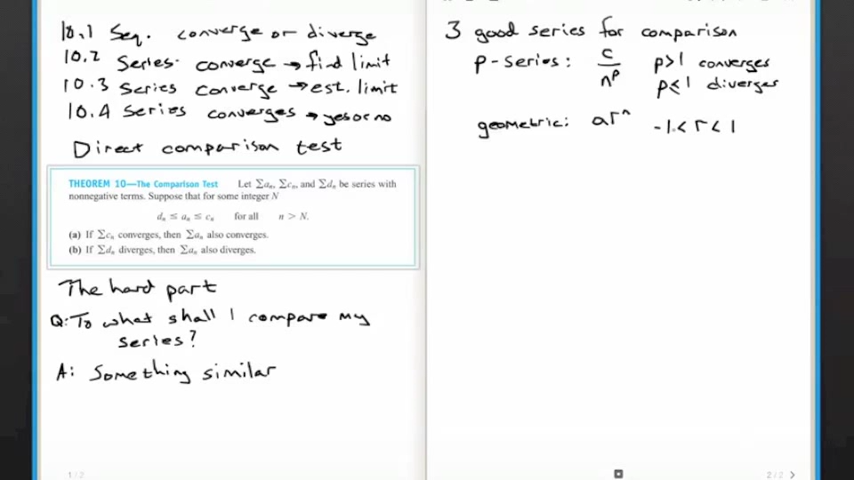 10.1 Seq. converge or diverge
10.2 Series converge → find limit
10.3 Series converge → est. limit
10.4 Series converges → yes or no
Direct comparison test
THEOREM 10—The Comparison Test Let Σaₙ, Σcₙ, and Σdₙ be series with
nonnegative terms. Suppose that for some integer N
dₙ ≤ aₙ ≤ cₙ for all n > N.
(a) If Σcₙ converges, then Σaₙ also converges.
(b) If Σdₙ diverges, then Σaₙ also diverges.
The hard part
Q: To what shall I compare my
series?
A: Something similar
1/2
3 good series for comparison
p-series: c/nᵖ p>1 converges
p≤1 diverges
geometric: arⁿ -1 < r < 1
2/2